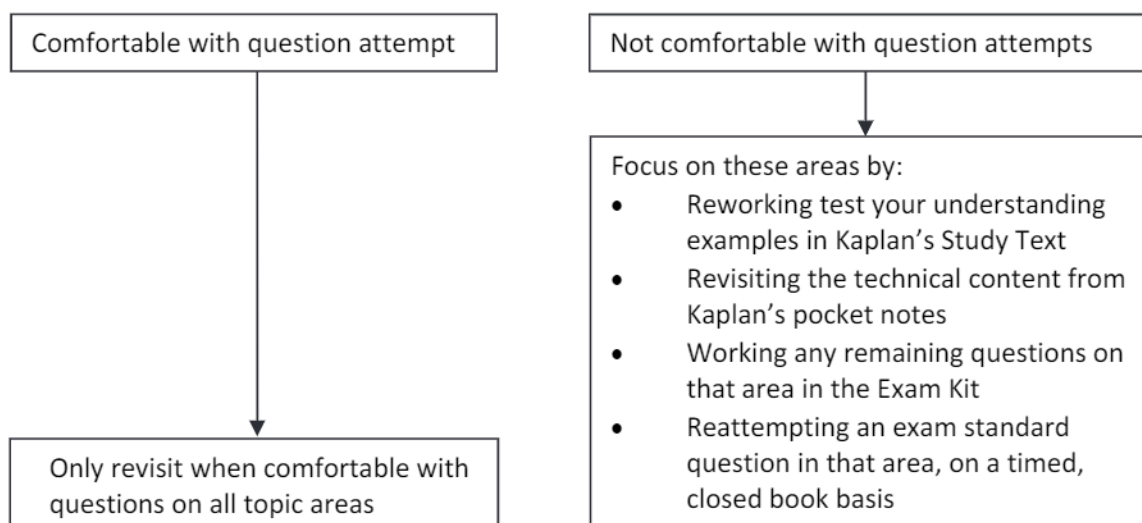 Comfortable with question attempt
Not comfortable with question attempts
Focus on these areas by:
• Reworking test your understanding
examples in Kaplan’s Study Text
• Revisiting the technical content from
Kaplan’s pocket notes
• Working any remaining questions on
that area in the Exam Kit
• Reattempting an exam standard
question in that area, on a timed,
closed book basis
Only revisit when comfortable with
questions on all topic areas